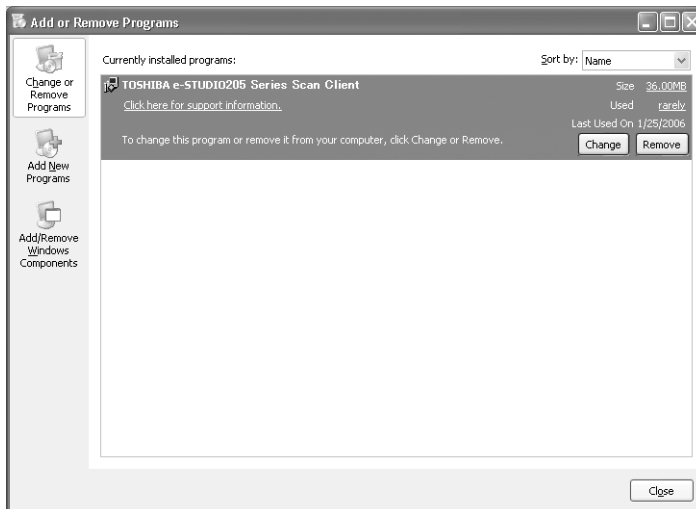 Add or Remove Programs
Change or
Remove
Programs
Add New
Programs
Add/Remove
Windows
Components
Currently installed programs:
Sort by: Name
TOSHIBA e-STUDIO205 Series Scan Client
Size 36.00MB
Click here for support information.
Used rarely
Last Used On 1/25/2006
To change this program or remove it from your computer, click Change or Remove.
Change Remove
Close